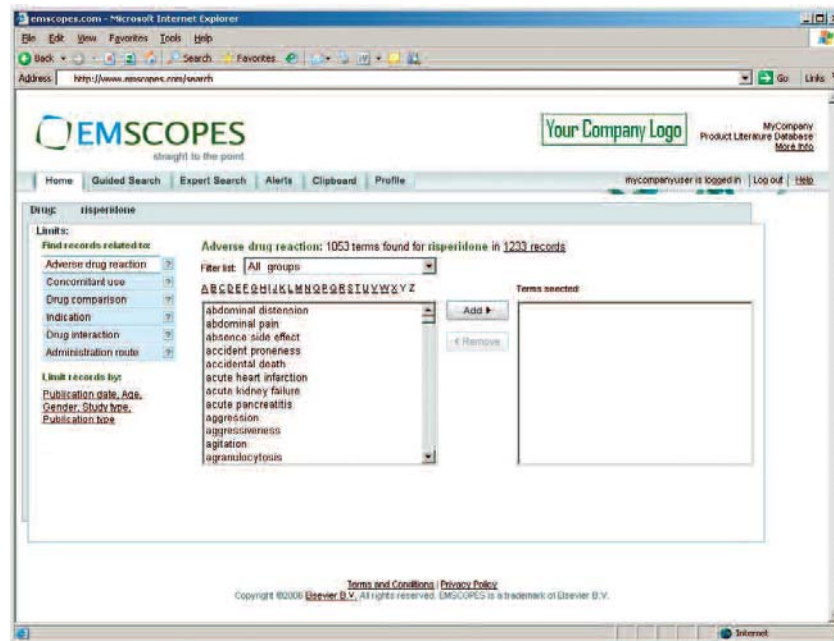 emscopes.com - Microsoft Internet Explorer
File Edit View Favorites Tools Help
Back Search Favorites
Address http://www.emscopes.com/search Go Links
EMSCOPES
straight to the point
Your Company Logo
MyCompany
Product Literature Database
More Info
Home Guided Search Expert Search Alerts Clipboard Profile
mycompanyuser is logged in | Log out | Help
Drug: risperidone
Limits:
Find records related to:
Adverse drug reaction ?
Concomitant use ?
Drug comparison ?
Indication ?
Drug interaction ?
Administration route ?
Limit records by:
Publication date, Age,
Gender, Study type,
Publication type
Adverse drug reaction: 1053 terms found for risperidone in 1233 records
Filter list: All groups
A B C D E F G H I J K L M N O P Q R S T U V W X Y Z
abdominal distension
abdominal pain
absence side effect
accident proneness
accidental death
acute heart infarction
acute kidney failure
acute pancreatitis
aggression
aggressiveness
agitation
agranulocytosis
Add
Remove
Terms selected:
Terms and Conditions | Privacy Policy
Copyright ©2006 Elsevier B.V. All rights reserved. EMSCOPES is a trademark of Elsevier B.V.
Internet